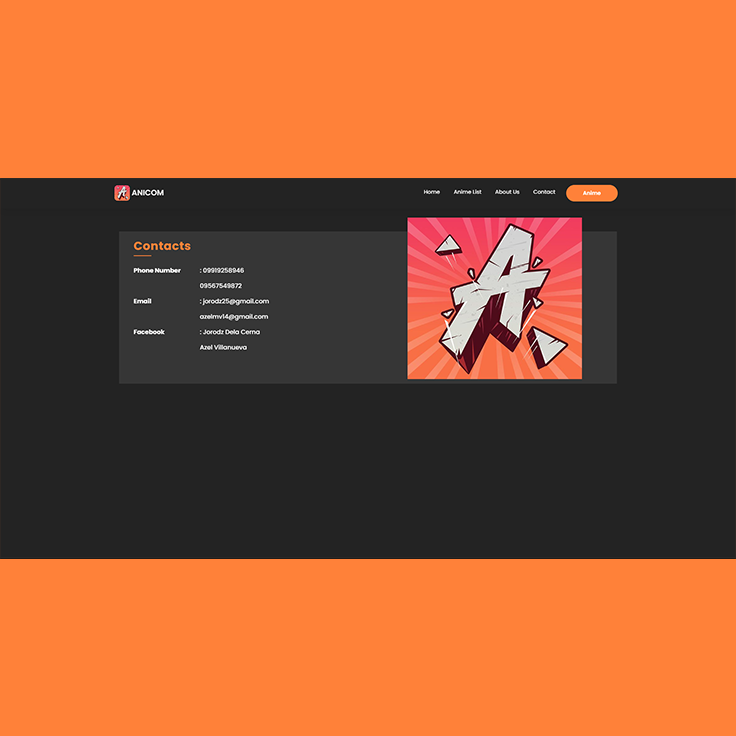 ANICOM
Home Anime List About Us Contact Anime
Contacts
Phone Number : 09919258946
09567549872
Email : jorodz25@gmail.com
azelmv14@gmail.com
Facebook : Jorodz Dela Cerna
Azel Villanueva
A